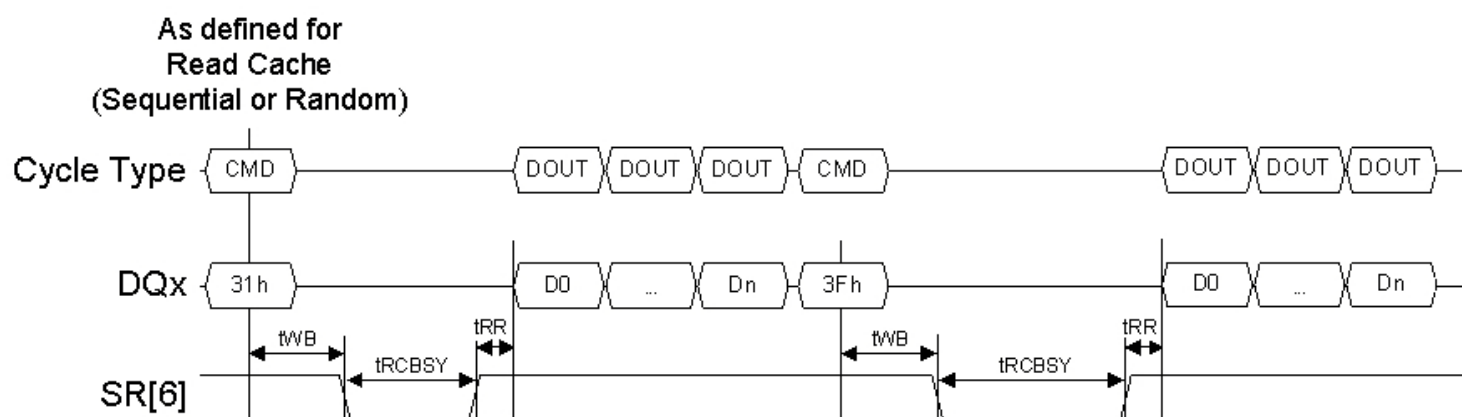 As defined for
Read Cache
(Sequential or Random)
Cycle Type CMD DOUT DOUT DOUT CMD DOUT DOUT DOUT
DQx 31h D0 ... Dn 3Fh D0 ... Dn
tWB tRR tWB tRR
tRCBSY tRCBSY
SR[6]